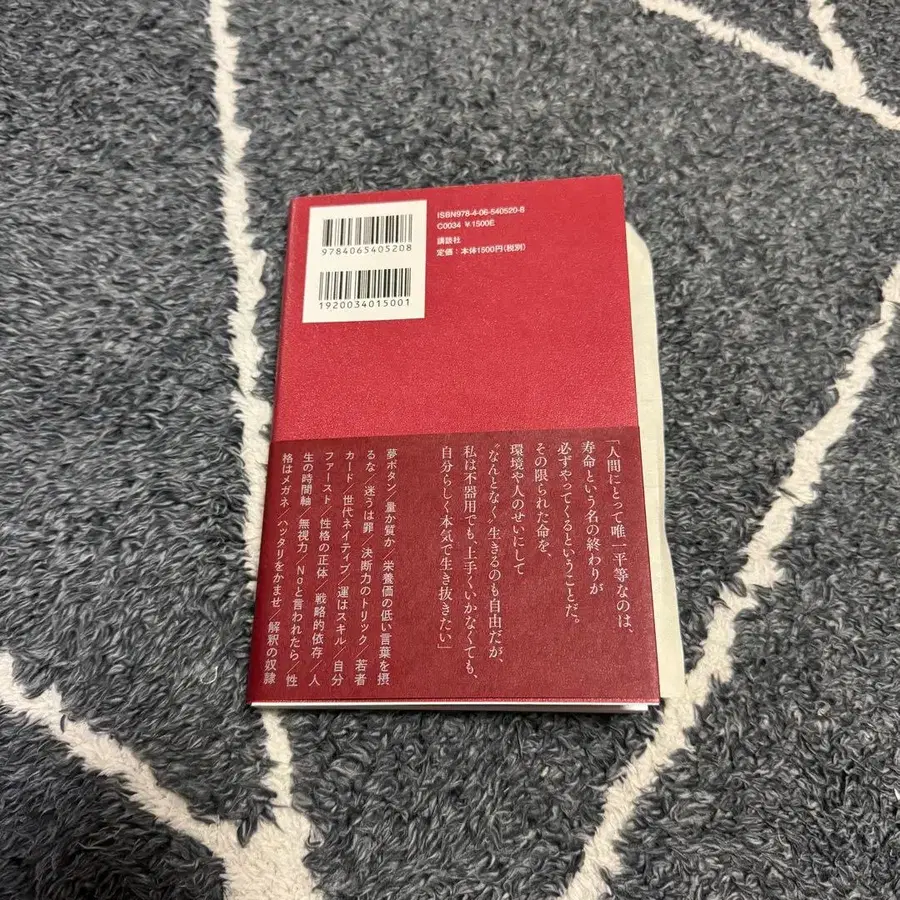 9784065405208
1920034015001
ISBN978-4-06-540520-8
C0034 ¥1500E
講談社
定価：本体1500円（税別）
「人間にとって唯一平等なのは、
寿命という名の終わりが
必ずやってくるということだ。
その限られた命を、
環境や人のせいにして
“なんとなく”生きるのも自由だが、
私は不器用でも、上手くいかなくても、
自分らしく本気で生き抜きたい」
夢ボタン／量か質か／栄養価の低い言葉を摂
るな／迷うは罪／決断力のトリック／若者
カード／世代ネイティブ／運はスキル／自分
ファースト／性格の正体／戦略的依存／人
生の時間軸／無視力／Noと言われたら／性
格はメガネ／ハッタリをかませ／解釈の奴隷